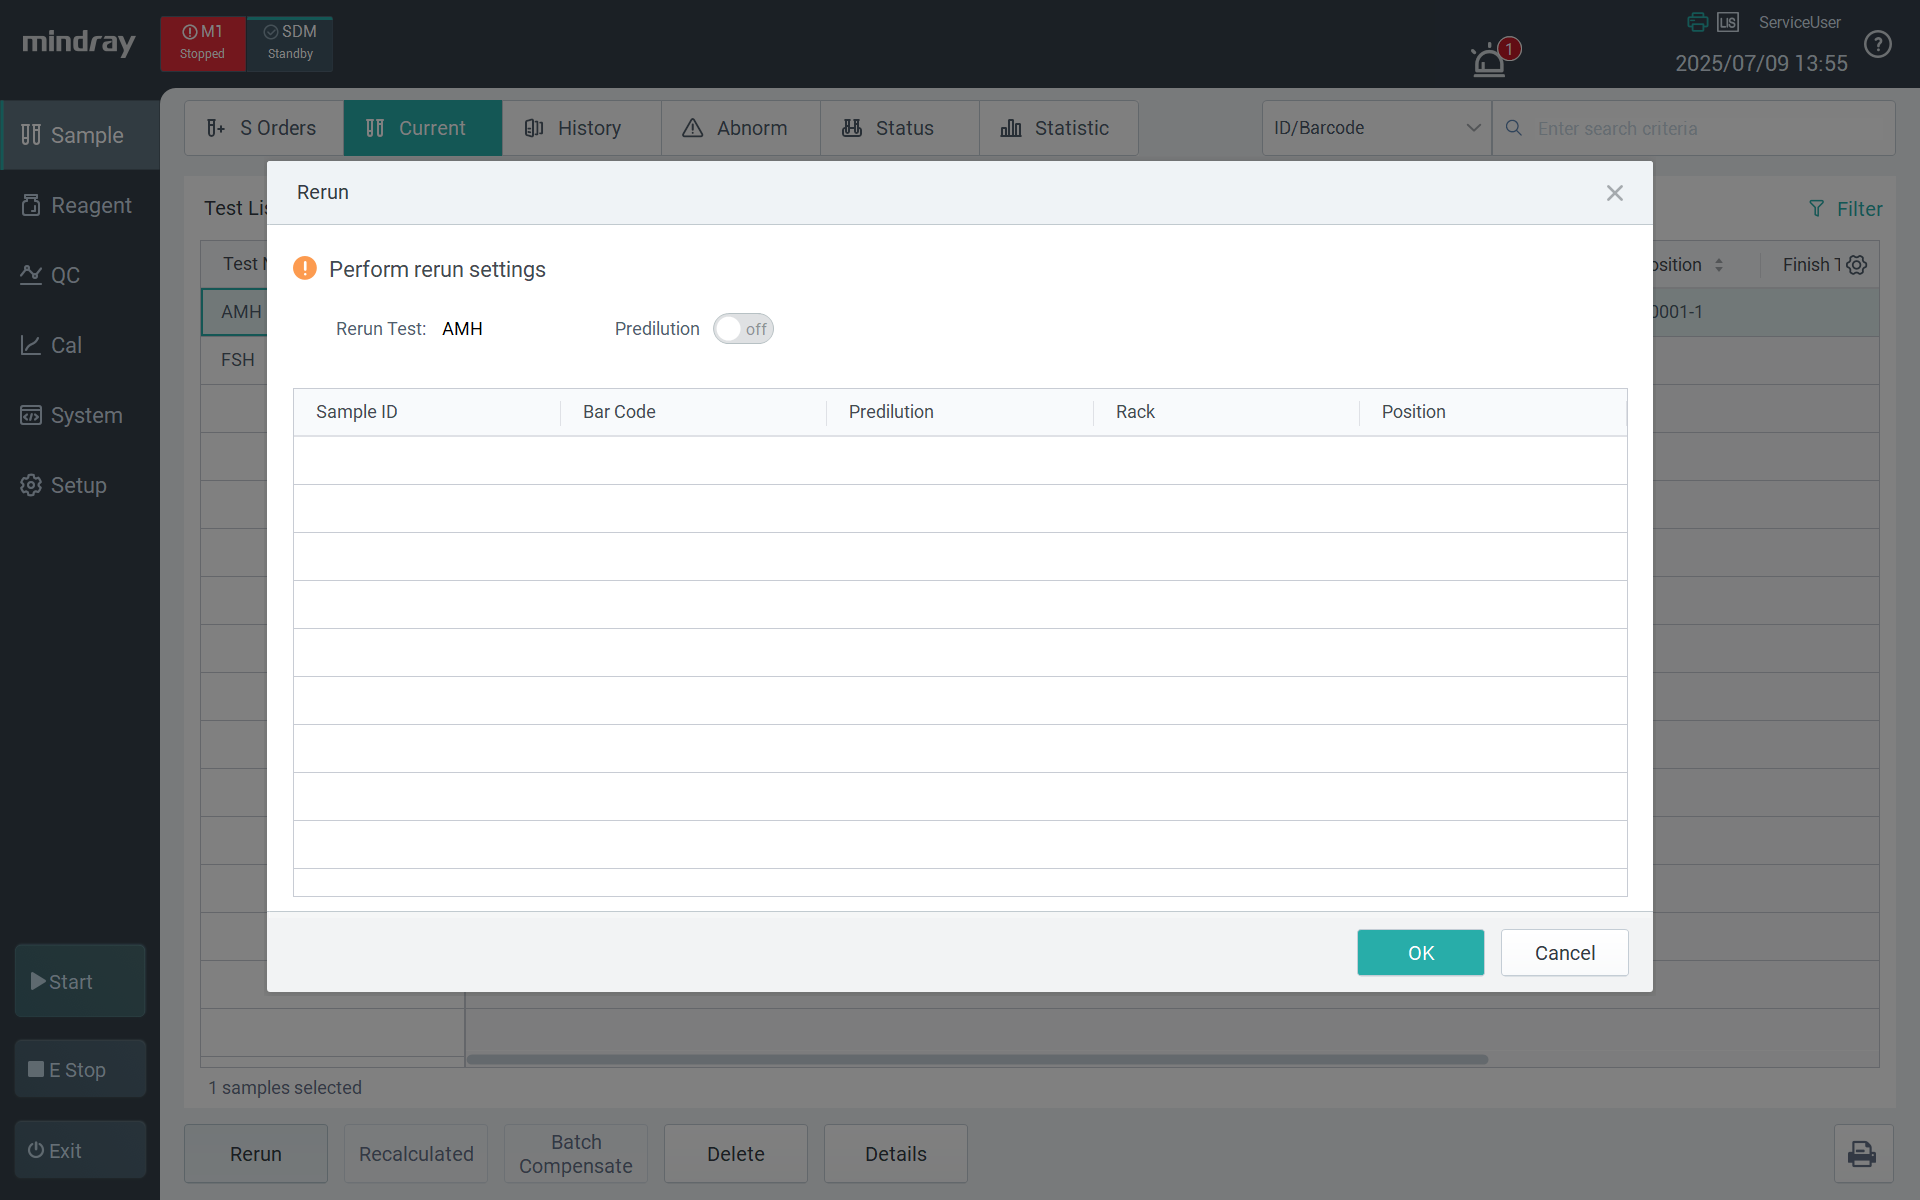 mindray
M1
Stopped
SDM
Standby
1
LIS
ServiceUser
2025/07/09 13:55
?
Sample
Reagent
QC
Cal
System
Setup
Start
E Stop
Exit
S Orders
Current
History
Abnorm
Status
Statistic
ID/Barcode
Enter search criteria
Test Lis
Filter
Test N
osition
Finish T
AMH
0001-1
FSH
Rerun
Perform rerun settings
Rerun Test: AMH
Predilution
off
Sample ID
Bar Code
Predilution
Rack
Position
OK
Cancel
1 samples selected
Rerun
Recalculated
Batch
Compensate
Delete
Details